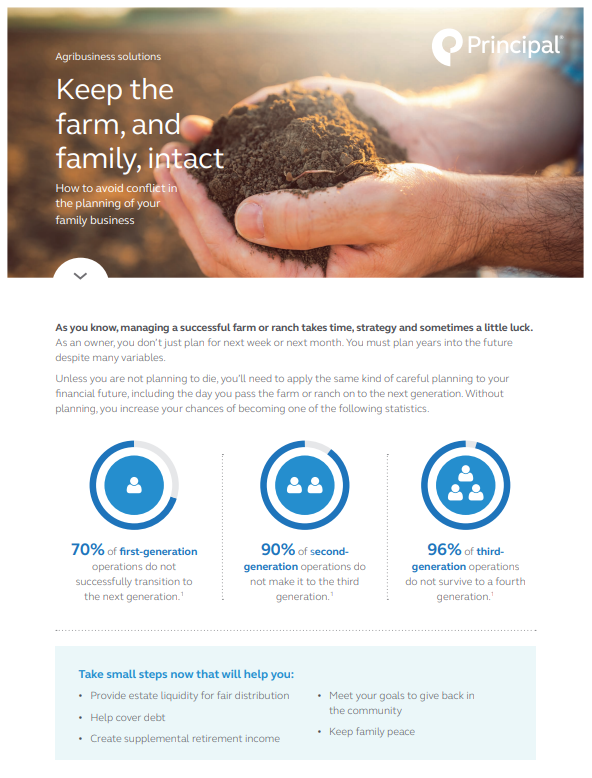 Principal®
Agribusiness solutions
Keep the
farm, and
family, intact
How to avoid conflict in
the planning of your
family business
As you know, managing a successful farm or ranch takes time, strategy and sometimes a little luck.
As an owner, you don't just plan for next week or next month. You must plan years into the future
despite many variables.
Unless you are not planning to die, you'll need to apply the same kind of careful planning to your
financial future, including the day you pass the farm or ranch on to the next generation. Without
planning, you increase your chances of becoming one of the following statistics.
70% of first-generation
operations do not
successfully transition to
the next generation.¹
90% of second-
generation operations do
not make it to the third
generation.¹
96% of third-
generation operations
do not survive to a fourth
generation.¹
Take small steps now that will help you:
• Provide estate liquidity for fair distribution
• Help cover debt
• Create supplemental retirement income
• Meet your goals to give back in
the community
• Keep family peace